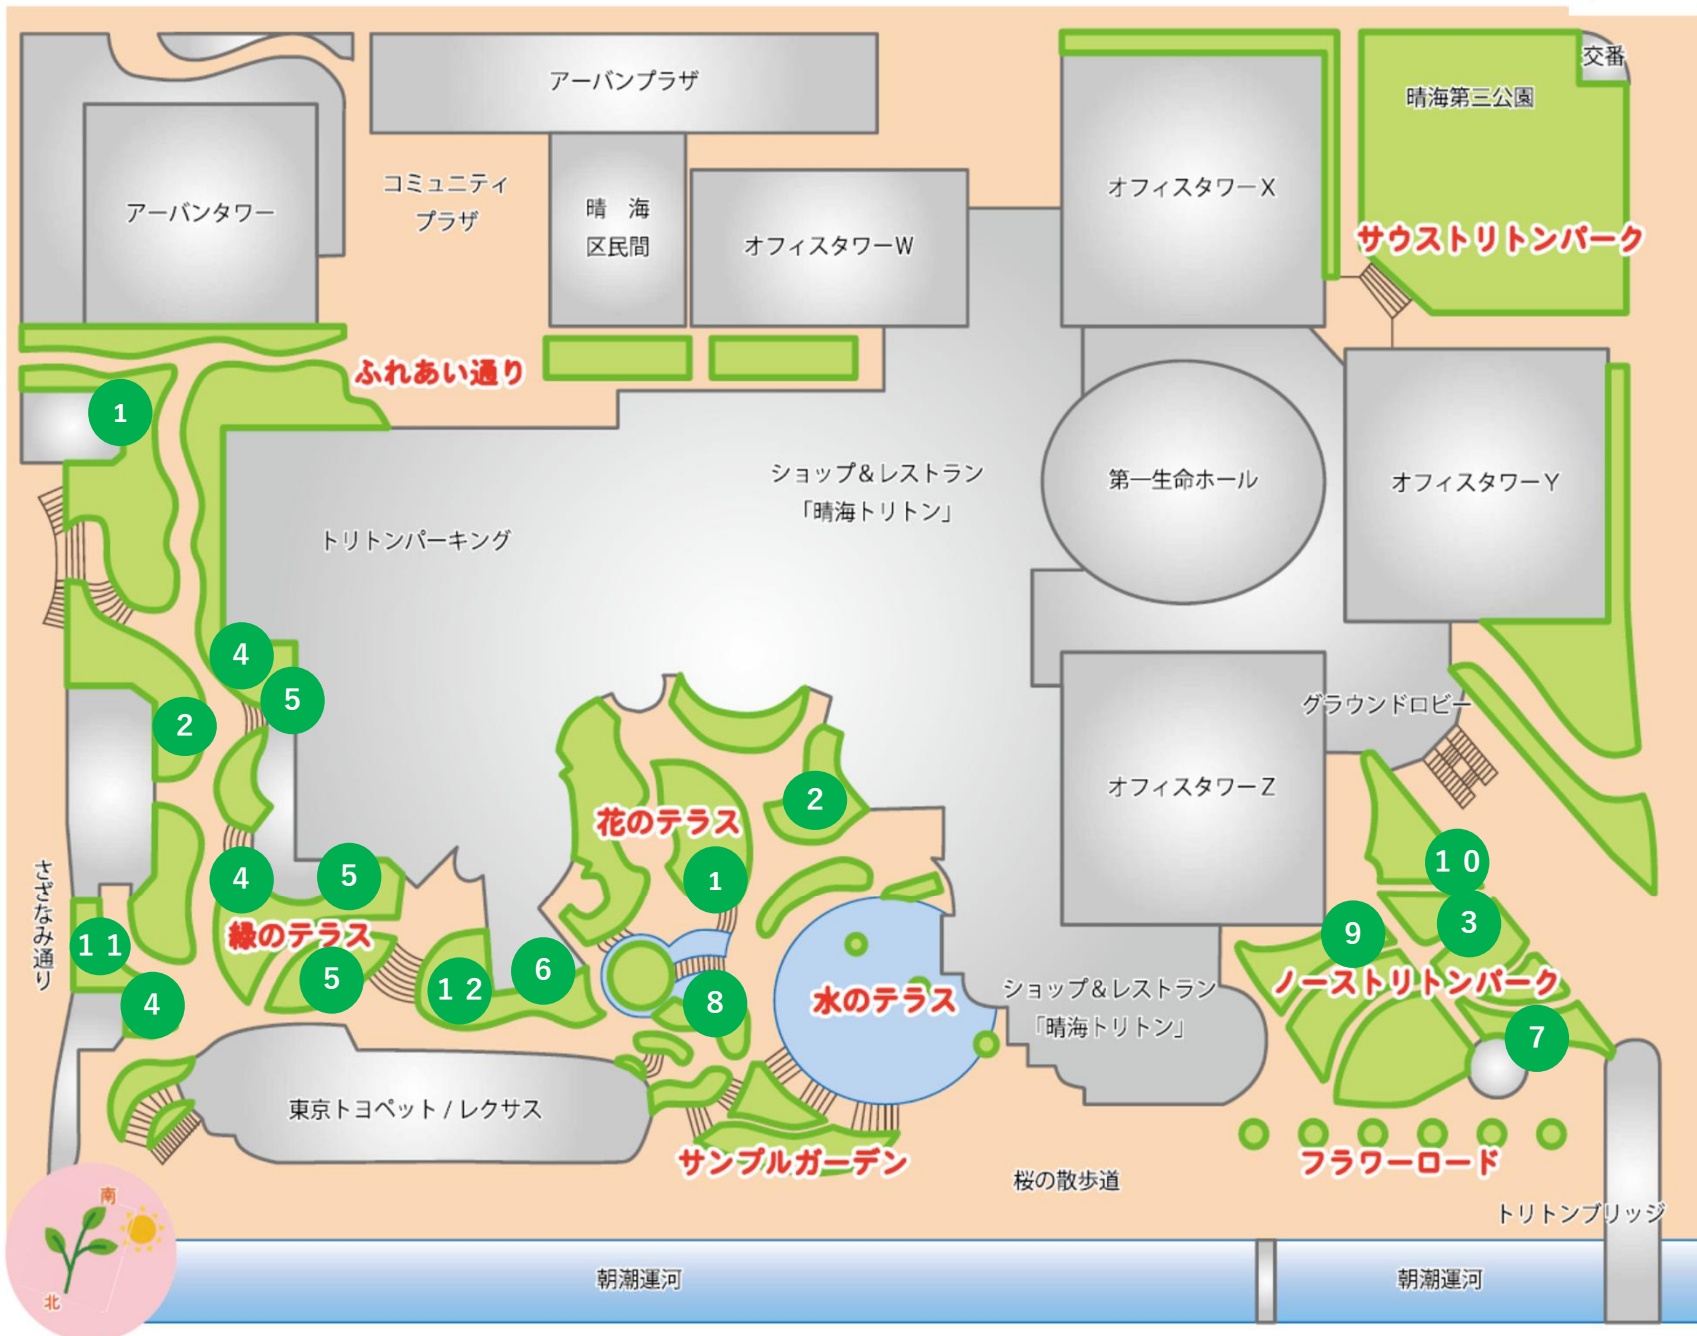 交番
アーバンプラザ
晴海第三公園
アーバンタワー
コミュニティ
プラザ
晴　海
区民間
オフィスタワーW
オフィスタワーX
サウストリトンパーク
ふれあい通り
1
ショップ＆レストラン
「晴海トリトン」
第一生命ホール
オフィスタワーY
トリトンパーキング
4
5
2
グラウンドロビー
オフィスタワーZ
花のテラス
2
1
さざなみ通り
4
5
10
3
9
緑のテラス
11
5
12
6
8
4
水のテラス
ショップ＆レストラン
「晴海トリトン」
ノーストリトンパーク
7
東京トヨペット / レクサス
サンプルガーデン
桜の散歩道
フラワーロード
トリトンブリッジ
南
北
朝潮運河
朝潮運河